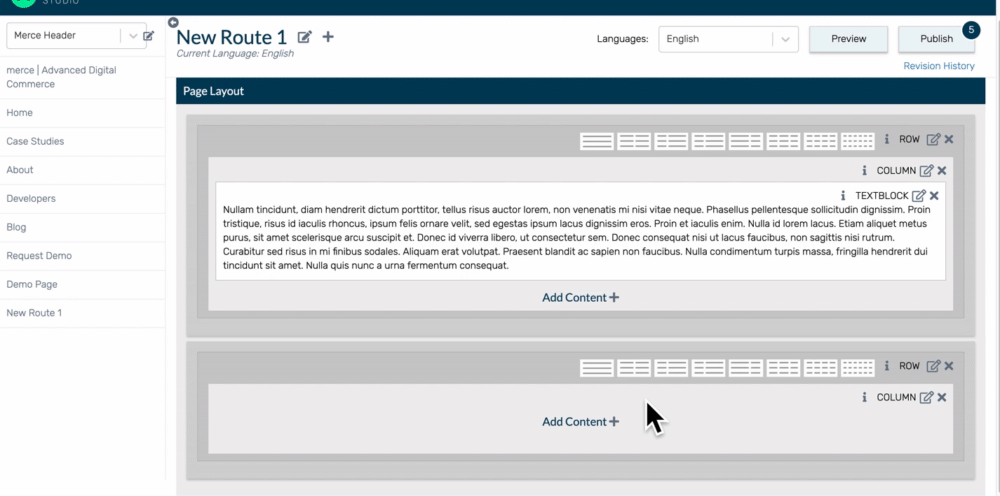 STUDIO
Merce Header
New Route 1
Current Language: English
Languages:
English
Preview
Publish
5
Revision History
merce | Advanced Digital
Commerce
Home
Case Studies
About
Developers
Blog
Request Demo
Demo Page
New Route 1
Page Layout
ROW
COLUMN
TEXTBLOCK
Nullam tincidunt, diam hendrerit dictum porttitor, tellus risus auctor lorem, non venenatis mi nisi vitae neque. Phasellus pellentesque sollicitudin dignissim. Proin
tristique, risus id iaculis rhoncus, ipsum felis ornare velit, sed egestas ipsum lacus dignissim eros. Proin et iaculis enim. Nulla id lorem lacus. Etiam aliquet metus
purus, sit amet scelerisque arcu suscipit et. Donec id viverra libero, ut consectetur sem. Donec consequat nisi ut lacus faucibus, non sagittis nisi rutrum.
Curabitur sed risus in mi finibus sodales. Aliquam erat volutpat. Praesent blandit ac sapien non faucibus. Nulla condimentum turpis massa, fringilla hendrerit dui
tincidunt sit amet. Nulla quis nunc a urna fermentum consequat.
Add Content
ROW
COLUMN
Add Content